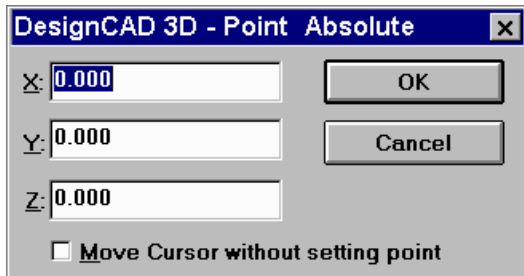 DesignCAD 3D - Point Absolute
X: 0.000
OK
Y: 0.000
Cancel
Z: 0.000
Move Cursor without setting point